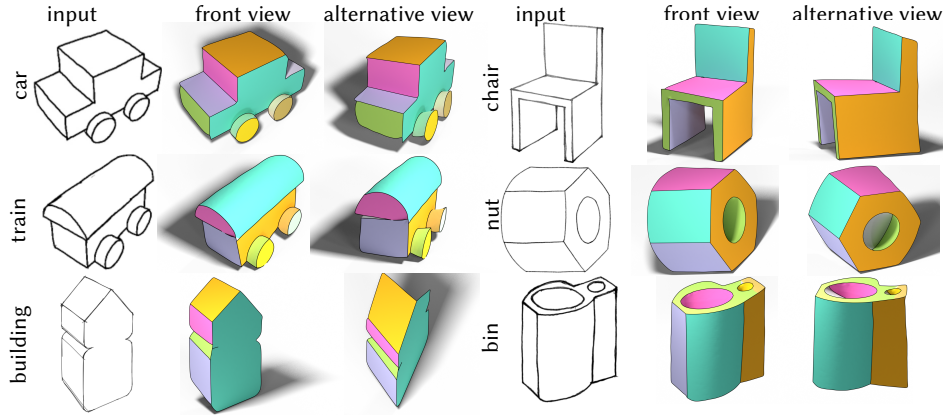 input front view alternative view input front view alternative view
car
chair
train
nut
building
bin